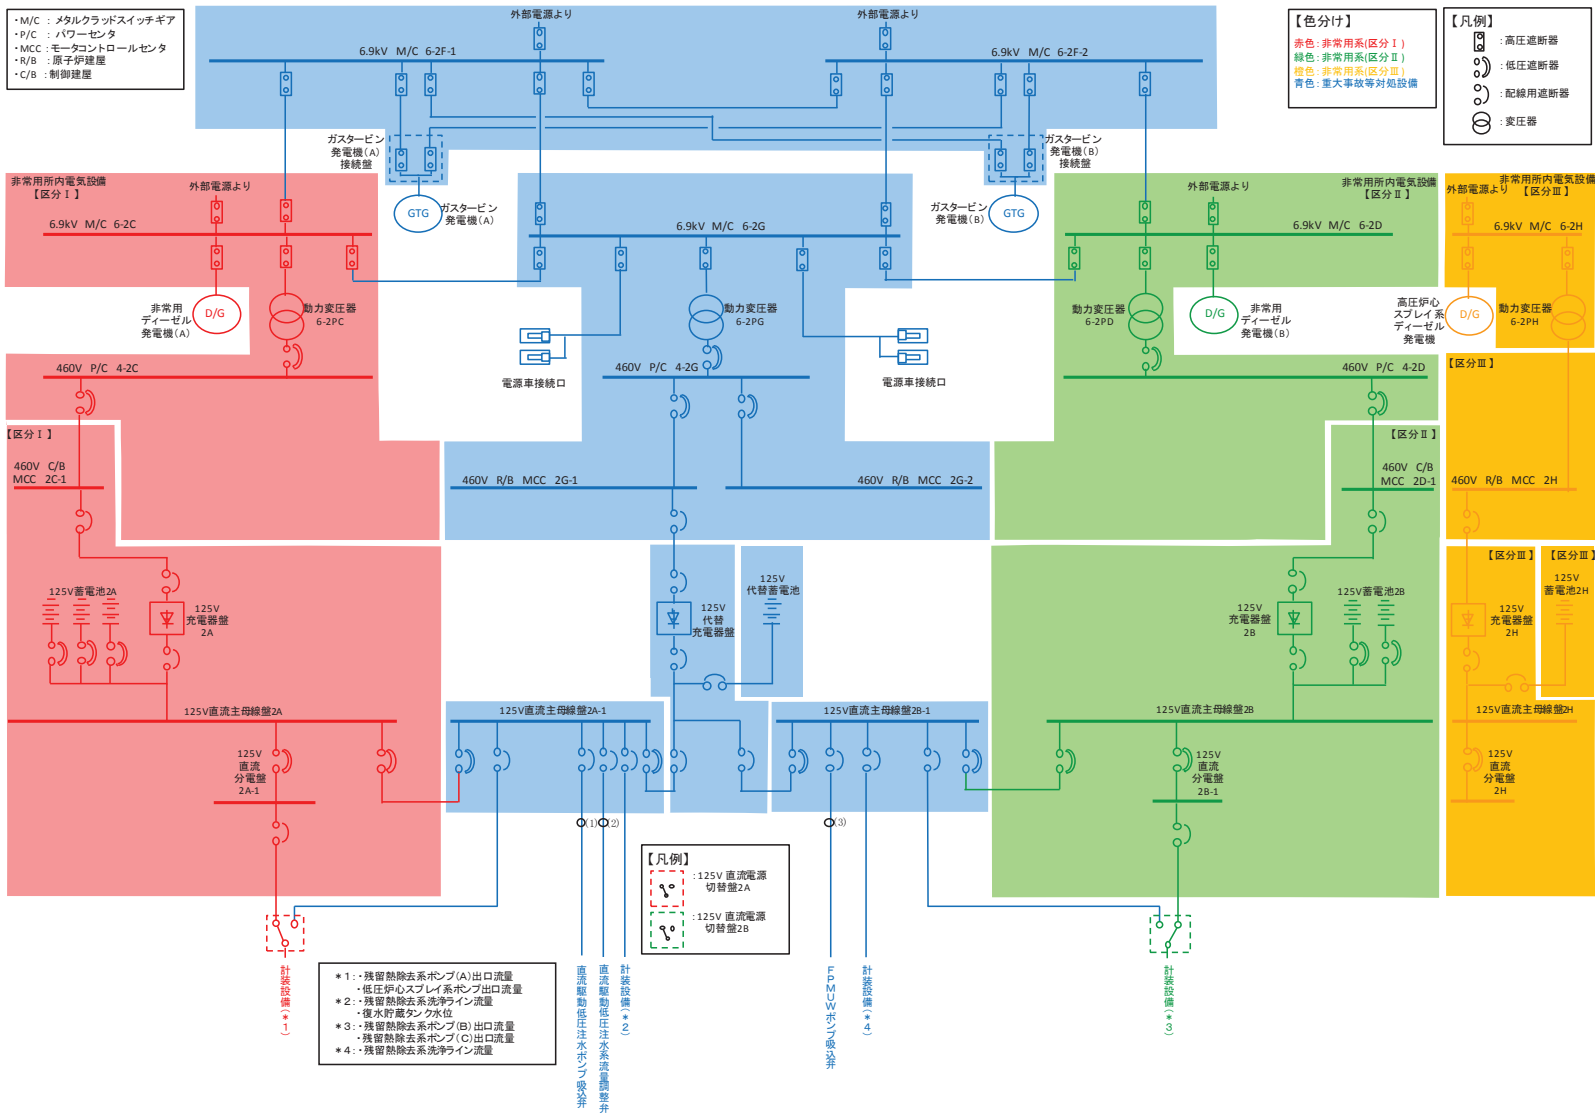 ・M/C ： メタルクラッドスイッチギア
・P/C ： パワーセンタ
・MCC ：モータコントロールセンタ
・R/B ：原子炉建屋
・C/B ：制御建屋
外部電源より
外部電源より
6.9kV M/C 6-2F-1
6.9kV M/C 6-2F-2
【色分け】
赤色：非常用系(区分Ⅰ)
緑色：非常用系(区分Ⅱ)
橙色：非常用系(区分Ⅲ)
青色：重大事故等対処設備
【凡例】
：高圧遮断器
：低圧遮断器
：配線用遮断器
：変圧器
ガスタービン
発電機(A)
接続盤
ガスタービン
発電機(B)
接続盤
非常用所内電気設備
【区分Ⅰ】
外部電源より
6.9kV M/C 6-2C
GTG
ガスタービン
発電機(A)
6.9kV M/C 6-2G
ガスタービン
発電機(B)
GTG
外部電源より
非常用所内電気設備
【区分Ⅱ】
6.9kV M/C 6-2D
非常用所内電気設備
【区分Ⅲ】
外部電源より
6.9kV M/C 6-2H
非常用
ディーゼル
発電機(A)
D/G
動力変圧器
6-2PC
動力変圧器
6-2PG
動力変圧器
6-2PD
D/G
非常用
ディーゼル
発電機(B)
高圧炉心
スプレイ系
ディーゼル
発電機
D/G
動力変圧器
6-2PH
460V P/C 4-2C
電源車接続口
460V P/C 4-2G
電源車接続口
460V P/C 4-2D
【区分Ⅲ】
【区分Ⅰ】
460V C/B
MCC 2C-1
460V R/B MCC 2G-1
460V R/B MCC 2G-2
【区分Ⅱ】
460V C/B
MCC 2D-1
460V R/B MCC 2H
125V蓄電池2A
125V
充電器盤
2A
125V
代替
充電器盤
125V
代替蓄電池
125V
充電器盤
2B
125V蓄電池2B
【区分Ⅲ】
【区分Ⅲ】
125V
充電器盤
2H
125V
蓄電池2H
125V直流主母線盤2A
125V直流主母線盤2A-1
125V直流主母線盤2B-1
125V直流主母線盤2B
125V直流主母線盤2H
125V
直流
分電盤
2A-1
125V
直流
分電盤
2B-1
125V
直流
分電盤
2H
(1)
(2)
(3)
【凡例】
：125V 直流電源
切替盤2A
：125V 直流電源
切替盤2B
計装設備(＊1)
直流駆動低圧注水ポンプ吸込弁
直流駆動低圧注水系流量調整弁
計装設備(＊2)
FPMUWポンプ吸込弁
計装設備(＊4)
計装設備(＊3)
＊1：・残留熱除去系ポンプ(A)出口流量
・低圧炉心スプレイ系ポンプ出口流量
＊2：・残留熱除去系洗浄ライン流量
・復水貯蔵タンク水位
＊3：・残留熱除去系ポンプ(B)出口流量
・残留熱除去系ポンプ(C)出口流量
＊4：・残留熱除去系洗浄ライン流量